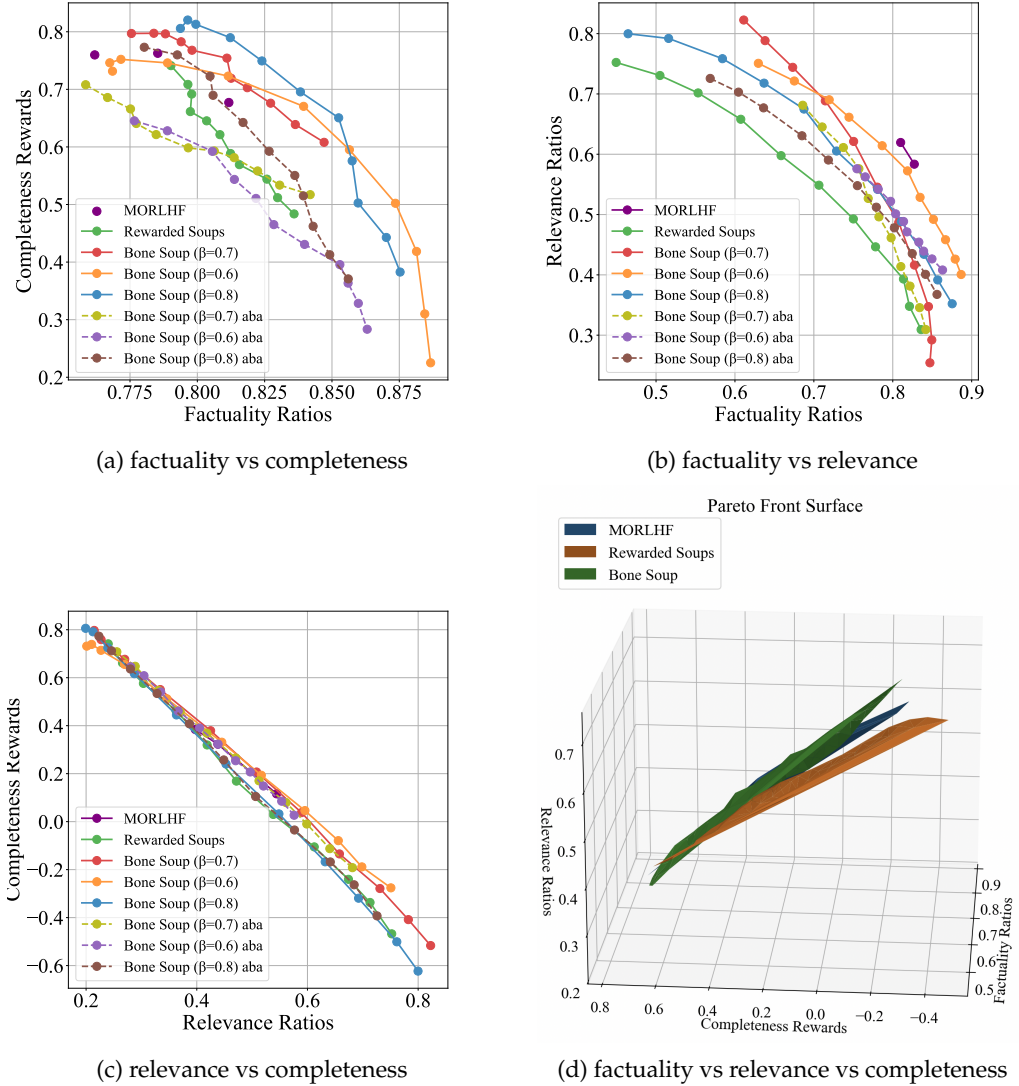 0.8
0.7
0.6
0.5
0.4
0.3
0.2
Completeness Rewards
MORLHF
Rewarded Soups
Bone Soup (β=0.7)
Bone Soup (β=0.6)
Bone Soup (β=0.8)
Bone Soup (β=0.7) aba
Bone Soup (β=0.6) aba
Bone Soup (β=0.8) aba
0.775 0.800 0.825 0.850 0.875
Factuality Ratios
(a) factuality vs completeness
0.8
0.7
0.6
0.5
0.4
0.3
Relevance Ratios
MORLHF
Rewarded Soups
Bone Soup (β=0.7)
Bone Soup (β=0.6)
Bone Soup (β=0.8)
Bone Soup (β=0.7) aba
Bone Soup (β=0.6) aba
Bone Soup (β=0.8) aba
0.5 0.6 0.7 0.8 0.9
Factuality Ratios
(b) factuality vs relevance
0.8
0.6
0.4
0.2
0.0
−0.2
−0.4
−0.6
Completeness Rewards
MORLHF
Rewarded Soups
Bone Soup (β=0.7)
Bone Soup (β=0.6)
Bone Soup (β=0.8)
Bone Soup (β=0.7) aba
Bone Soup (β=0.6) aba
Bone Soup (β=0.8) aba
0.2 0.4 0.6 0.8
Relevance Ratios
(c) relevance vs completeness
Pareto Front Surface
MORLHF
Rewarded Soups
Bone Soup
0.7
0.6
0.5
0.4
0.3
0.2
Relevance Ratios
0.8 0.6 0.4 0.2 0.0 −0.2 −0.4
Completeness Rewards
0.9
0.8
0.7
0.6
0.5
Factuality Ratios
(d) factuality vs relevance vs completeness